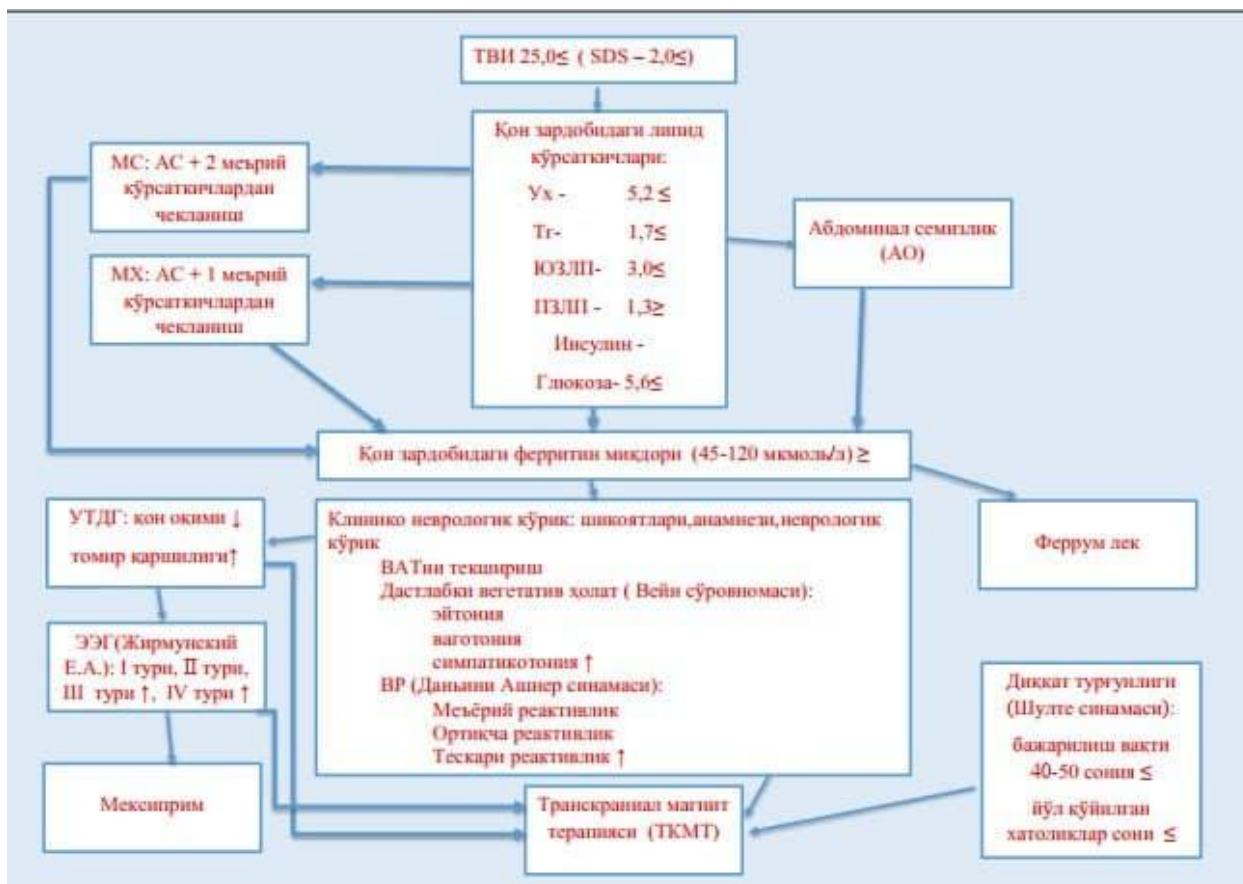 ТВИ 25,0≤ ( SDS – 2,0≤)
Қон зардобидаги липид
кўрсаткичлари:
Ух - 5,2 ≤
Тг- 1,7≤
ЮЗЛП- 3,0≤
ПЗЛП - 1,3≥
Инсулин -
Глюкоза- 5,6≤
МС: АС + 2 меърий
кўрсаткичлардан
чекланиш
МХ: АС + 1 меърий
кўрсаткичлардан
чекланиш
Абдоминал семизлик
(АО)
Қон зардобидаги ферритин миқдори (45-120 мкмоль/л) ≥
УТДГ: қон оқими ↓
томир қаршилиги↑
Клинико неврологик кўрик: шикоятлари,анамнези,неврологик
кўрик
ВАТни текшириш
Дастлабки вегетатив ҳолат ( Вейн сўровномаси):
эйтония
ваготония
симпатикотония ↑
ВР (Даньини Ашнер синамаси):
Меъёрий реактивлик
Ортиқча реактивлик
Тескари реактивлик ↑
Феррум лек
ЭЭГ(Жирмунский
Е.А.): I тури, II тури,
III тури ↑, IV тури ↑
Диққат турғунлиги
(Шулте синамаси):
бажарилиш вақти
40-50 сония ≤
йўл қўйилган
хатоликлар сони ≤
Мексиприм
Транскраниал магнит
терапияси (ТКМТ)